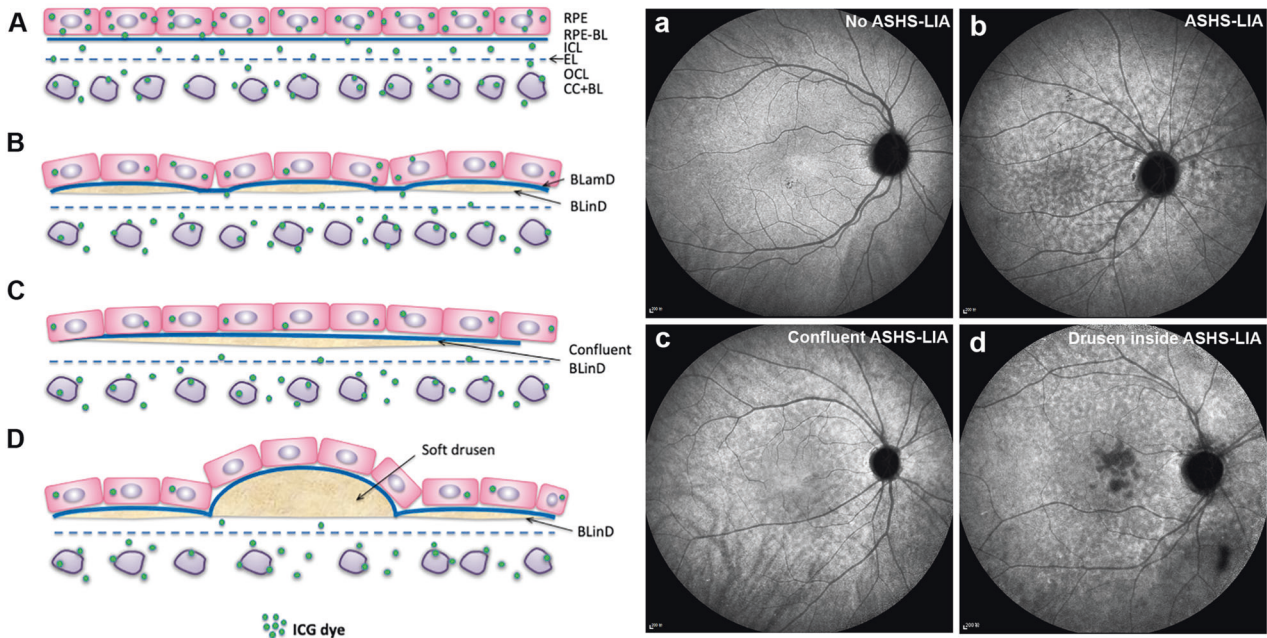 A
RPE
RPE-BL
ICL
EL
OCL
CC+BL
B
BLamD
BLinD
C
Confluent
BLinD
D
Soft drusen
BLinD
ICG dye
a
No ASHS-LIA
b
ASHS-LIA
c
Confluent ASHS-LIA
d
Drusen inside ASHS-LIA